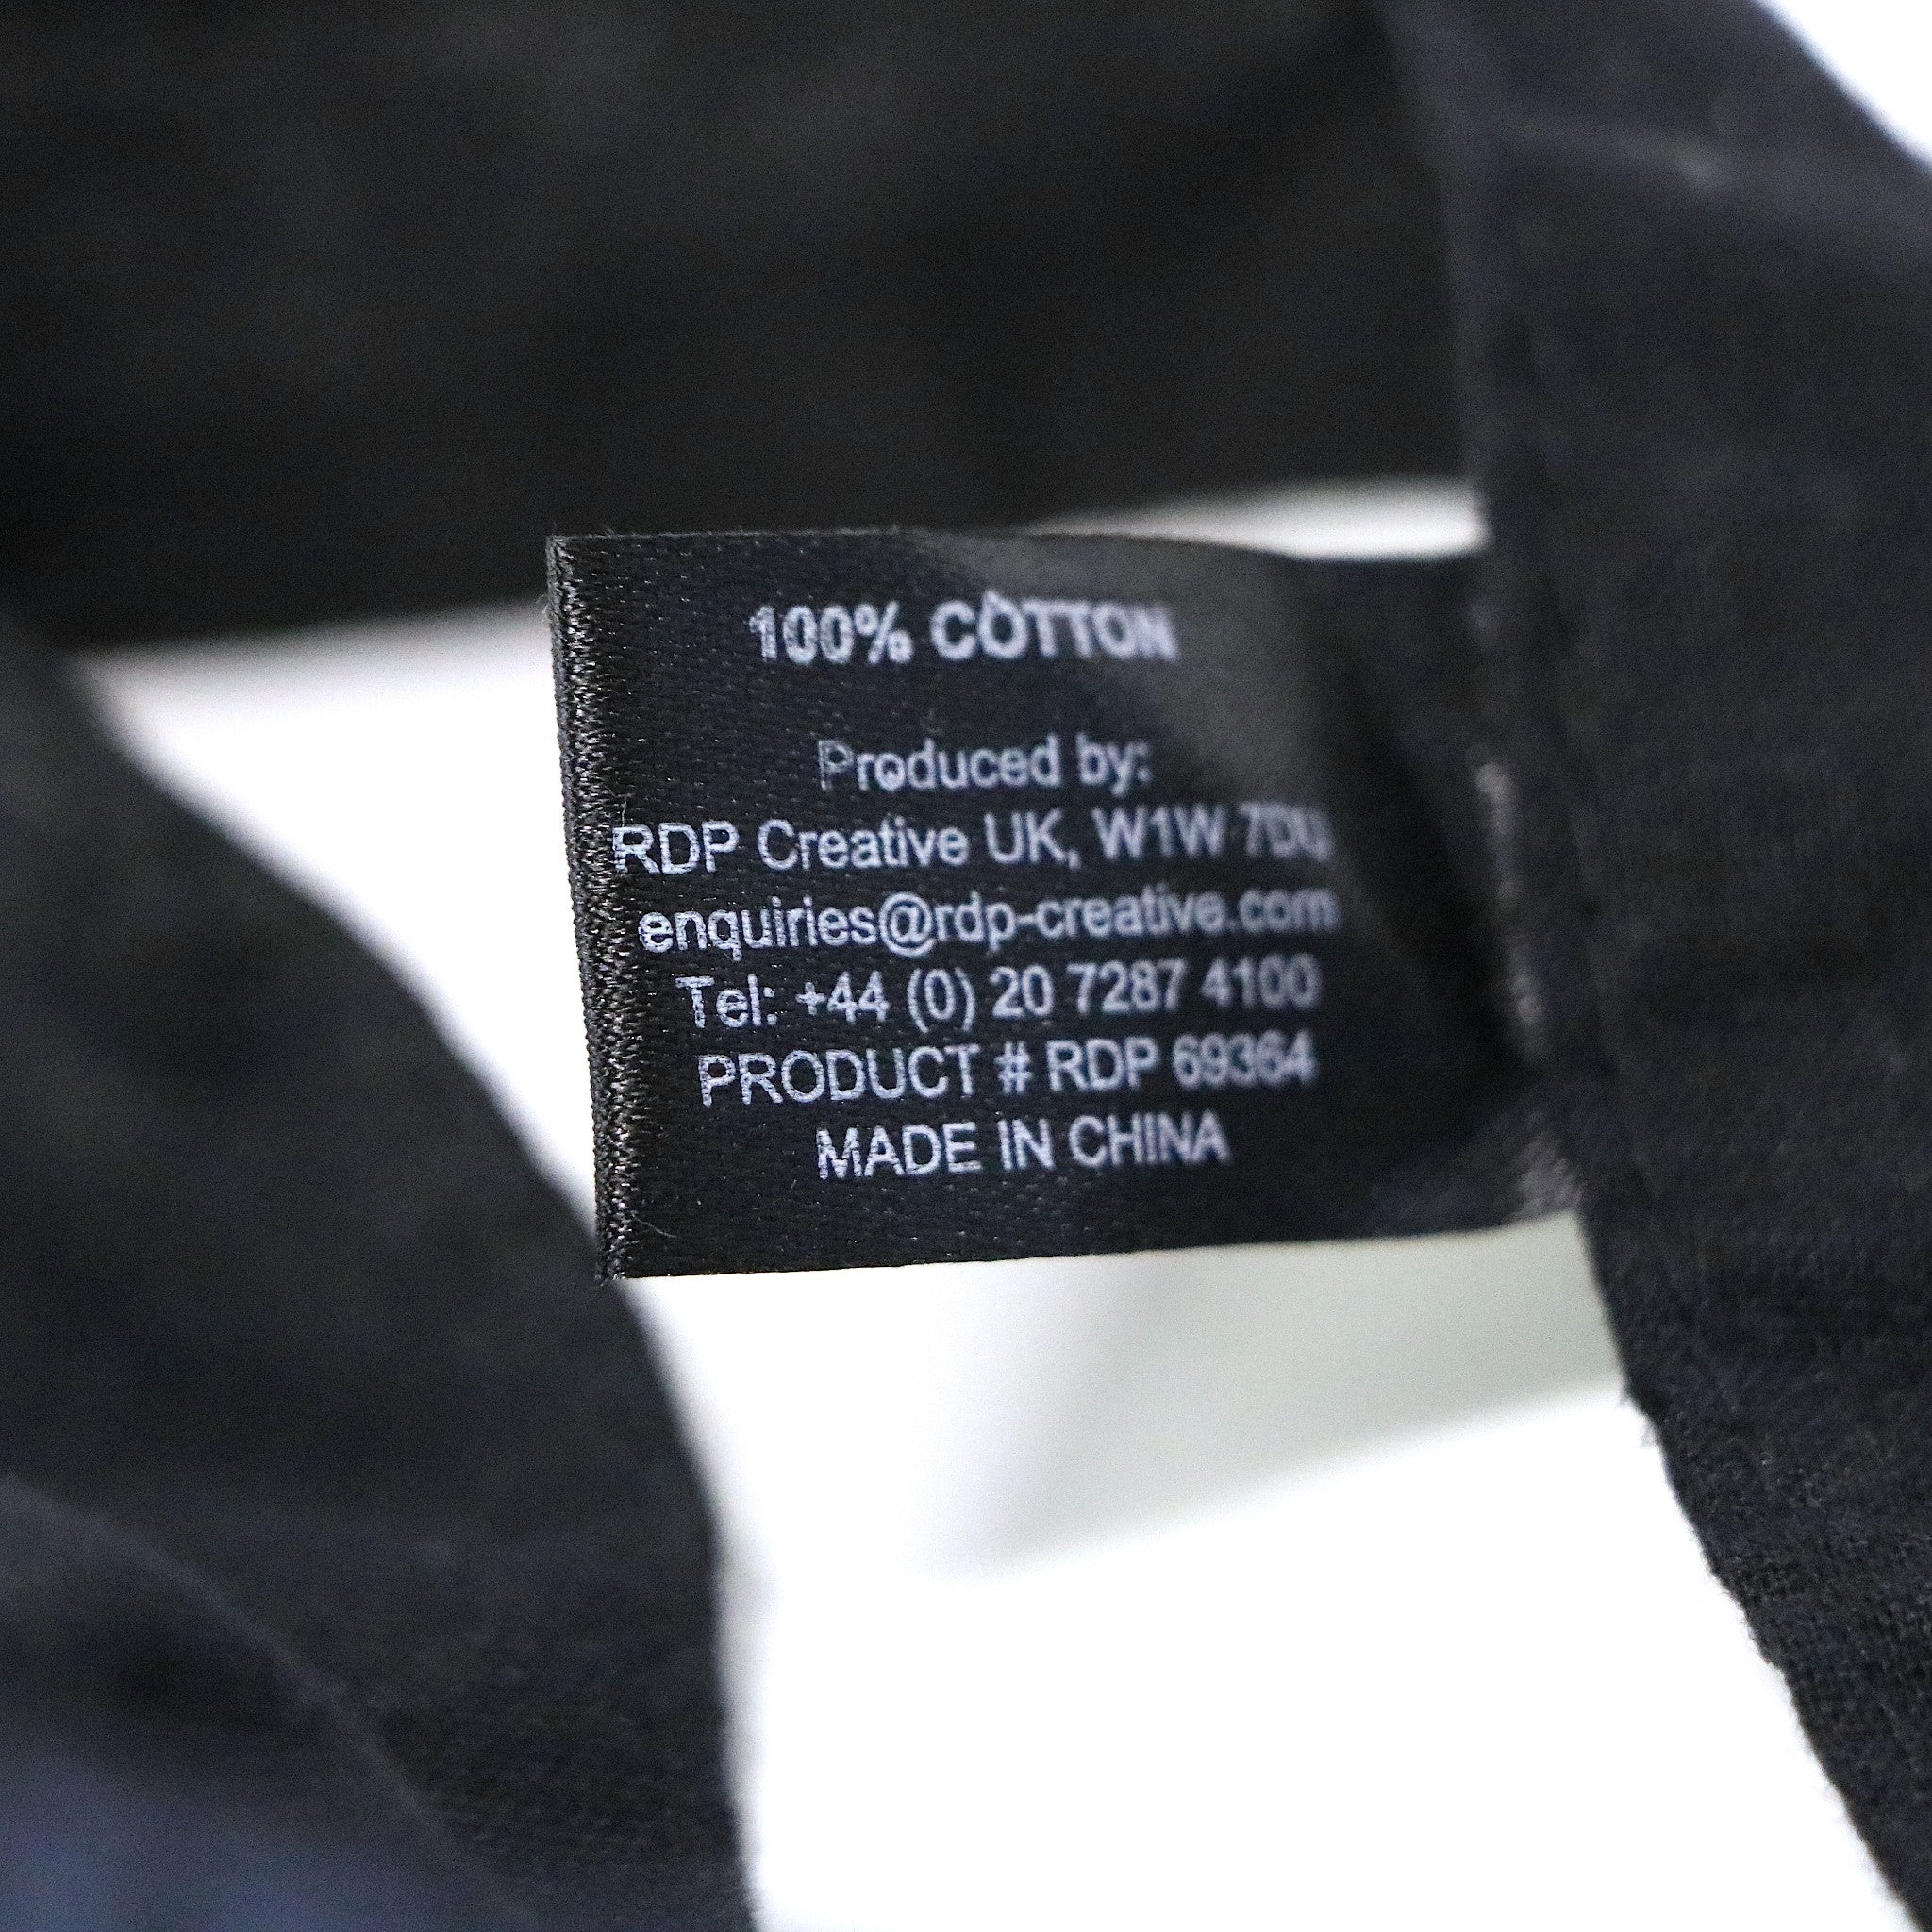 100% COTTON
Produced by:
RDP Creative UK, W1W
enquiries@rdp-creative.com
Tel: +44 (0) 20 7287 4100
PRODUCT # RDP 69364
MADE IN CHINA